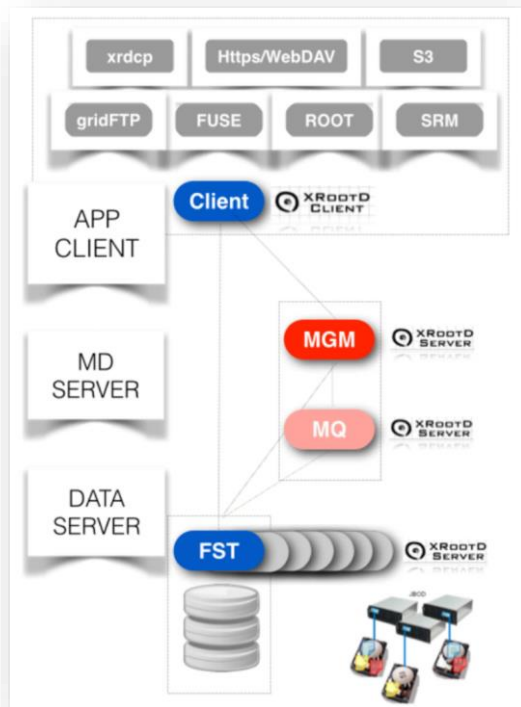 xrdcp Https/WebDAV S3
gridFTP FUSE ROOT SRM
APP
CLIENT
Client
XROOTD
CLIENT
MD
SERVER
MGM
XROOTD
SERVER
MQ
XROOTD
SERVER
DATA
SERVER
FST
XROOTD
SERVER
JBOD